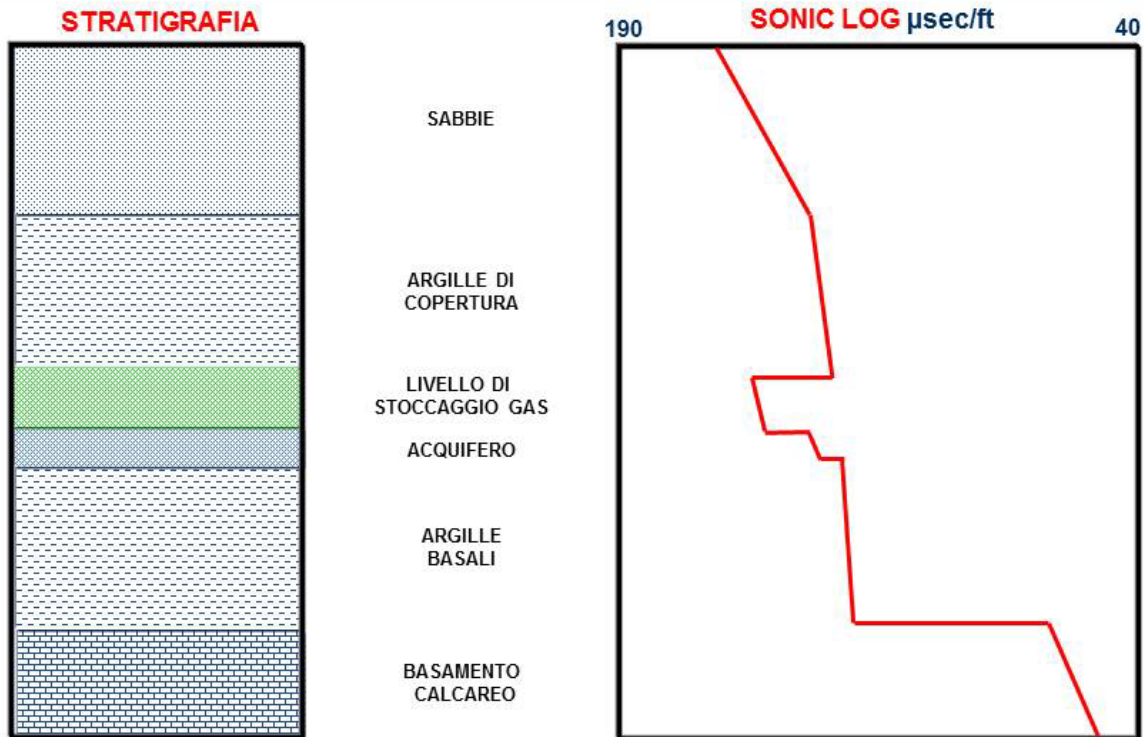 STRATIGRAFIA
SONIC LOG µsec/ft
190
40
SABBIE
ARGILLE DI
COPERTURA
LIVELLO DI
STOCCAGGIO GAS
ACQUIFERO
ARGILLE
BASALI
BASAMENTO
CALCAREO